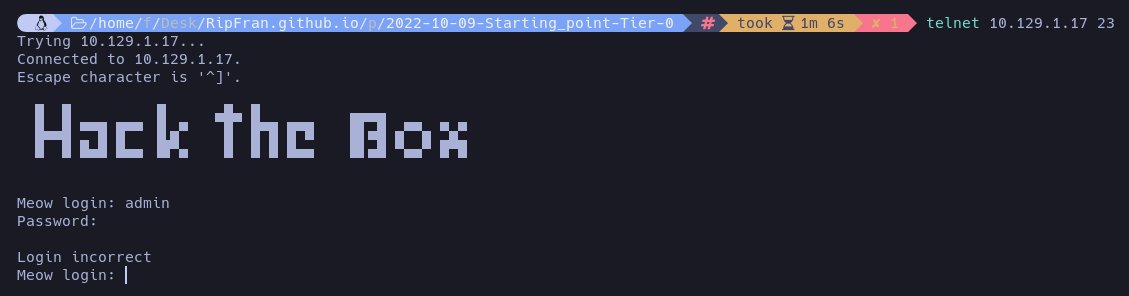 /home/f/Desk/RipFran.github.io/p/2022-10-09-Starting_point-Tier-0 # took 1m 6s ✘ 1 telnet 10.129.1.17 23
Trying 10.129.1.17...
Connected to 10.129.1.17.
Escape character is '^]'.
Hack the Box
Meow login: admin
Password:
Login incorrect
Meow login: